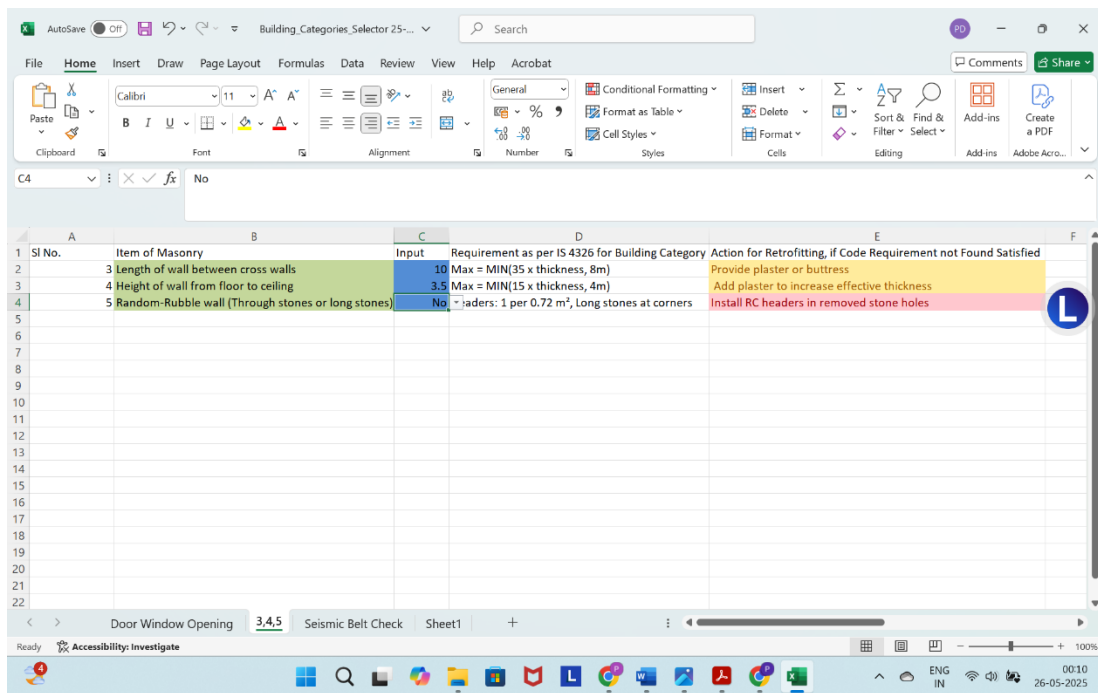 AutoSave Off Building_Categories_Selector 25-... Search PD
File Home Insert Draw Page Layout Formulas Data Review View Help Acrobat Comments Share
Paste Calibri 11 A^ A˅ ab General Conditional Formatting Insert Σ Sort & Filter Find & Select Add-ins Create a PDF
B I U A % 9 Format as Table Delete
Cell Styles Format
Clipboard Font Alignment Number Styles Cells Editing Add-ins Adobe Acro...
C4 fx No
A B C D E F
1 Sl No. Item of Masonry Input Requirement as per IS 4326 for Building Category Action for Retrofitting, if Code Requirement not Found Satisfied
2 3 Length of wall between cross walls 10 Max = MIN(35 x thickness, 8m) Provide plaster or buttress
3 4 Height of wall from floor to ceiling 3.5 Max = MIN(15 x thickness, 4m) Add plaster to increase effective thickness
4 5 Random-Rubble wall (Through stones or long stones) No eaders: 1 per 0.72 m², Long stones at corners Install RC headers in removed stone holes
L
5
6
7
8
9
10
11
12
13
14
15
16
17
18
19
20
21
22
Door Window Opening 3,4,5 Seismic Belt Check Sheet1 +
Ready Accessibility: Investigate 100%
4 L ENG 00:10
IN 26-05-2025